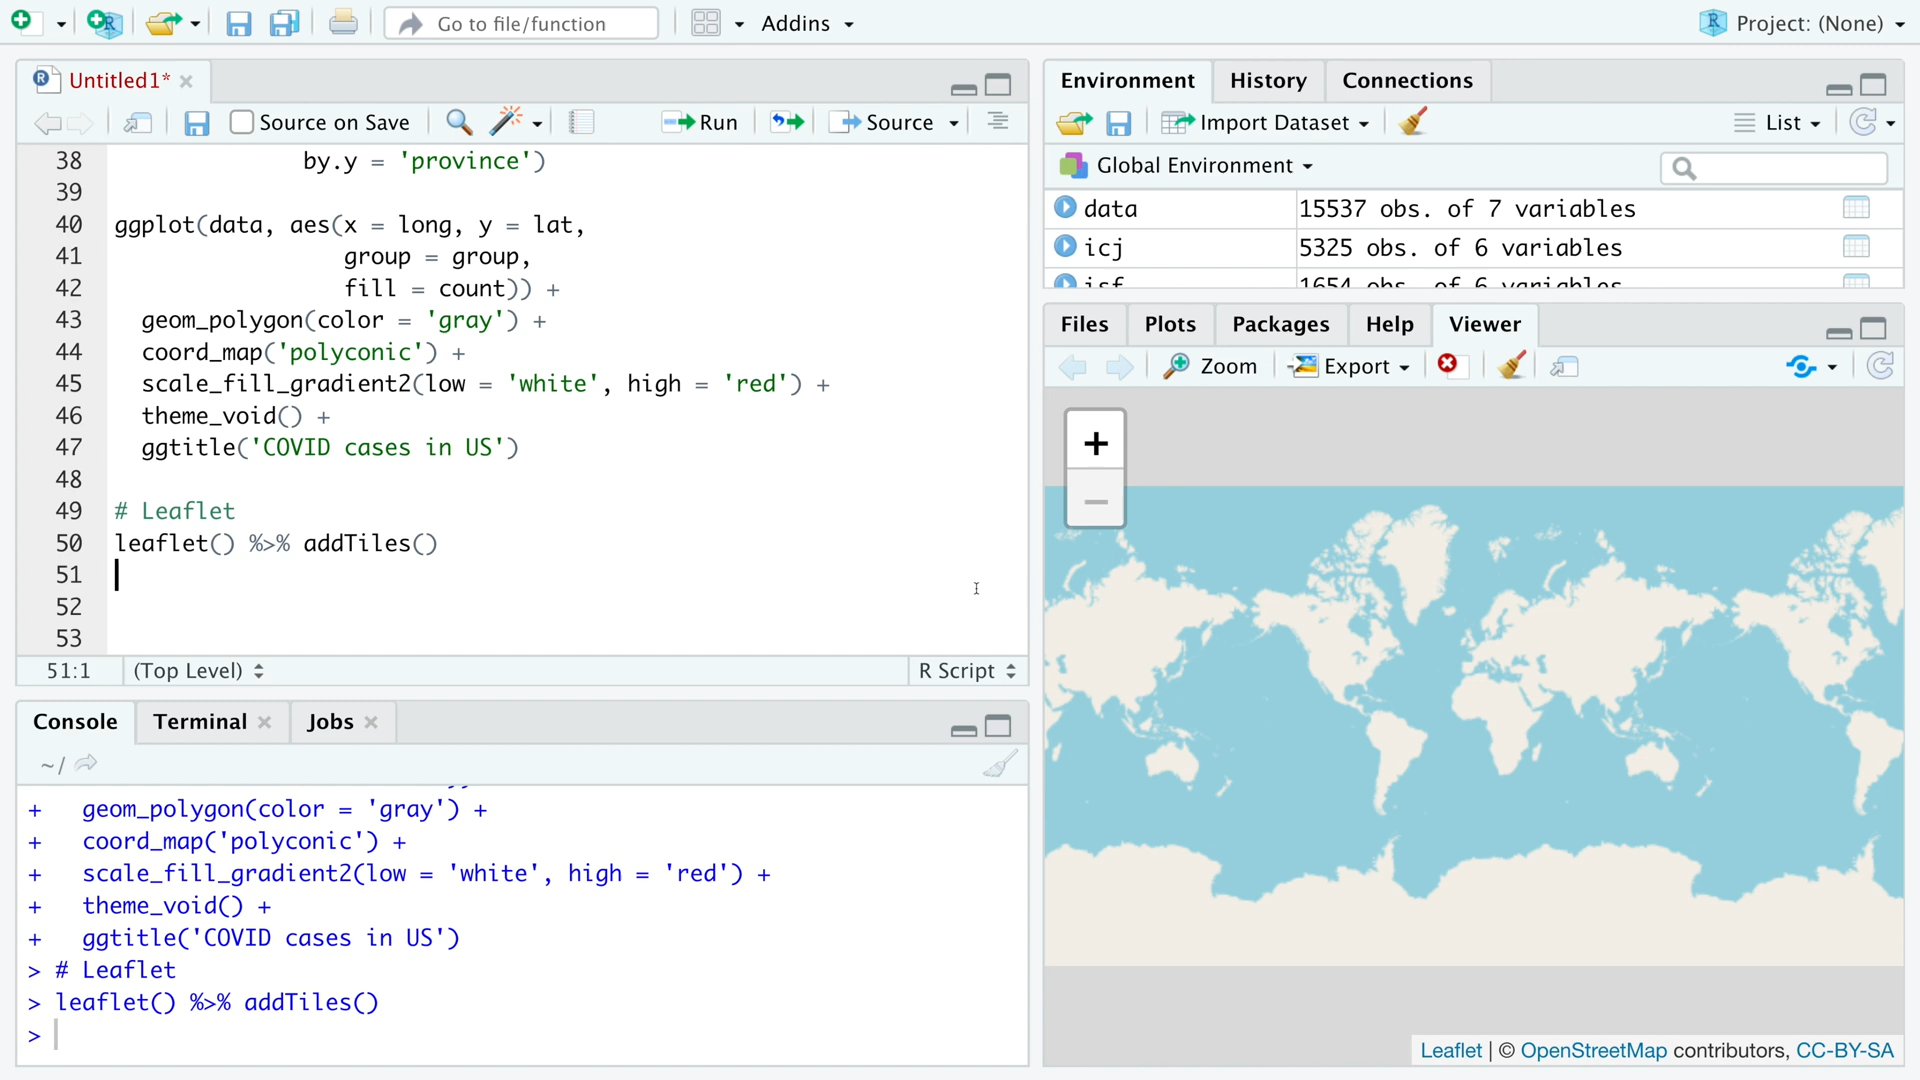 Go to file/function
Addins
Project: (None)
Untitled1*
Source on Save
Run
Source
38 by.y = 'province')
39
40 ggplot(data, aes(x = long, y = lat,
41 group = group,
42 fill = count)) +
43 geom_polygon(color = 'gray') +
44 coord_map('polyconic') +
45 scale_fill_gradient2(low = 'white', high = 'red') +
46 theme_void() +
47 ggtitle('COVID cases in US')
48
49 # Leaflet
50 leaflet() %>% addTiles()
51
52
53
51:1 (Top Level) R Script
Console Terminal Jobs
~/
+ geom_polygon(color = 'gray') +
+ coord_map('polyconic') +
+ scale_fill_gradient2(low = 'white', high = 'red') +
+ theme_void() +
+ ggtitle('COVID cases in US')
> # Leaflet
> leaflet() %>% addTiles()
>
Environment History Connections
Import Dataset List
Global Environment
data 15537 obs. of 7 variables
icj 5325 obs. of 6 variables
isf 1654 obs. of 6 variables
Files Plots Packages Help Viewer
Zoom Export
+
−
Leaflet | © OpenStreetMap contributors, CC-BY-SA